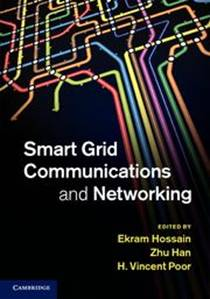 Smart Grid
Communications
and Networking
EDITED BY
Ekram Hossain
Zhu Han
H. Vincent Poor
CAMBRIDGE